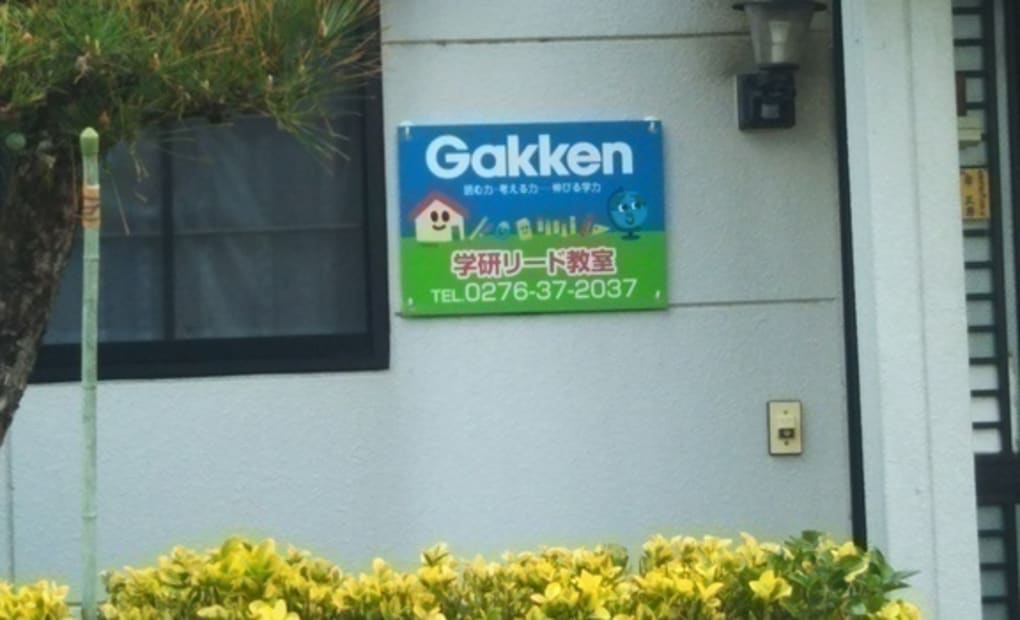 Gakken
読む力 考える力 伸びる学力
学研リード教室
TEL.0276-37-2037